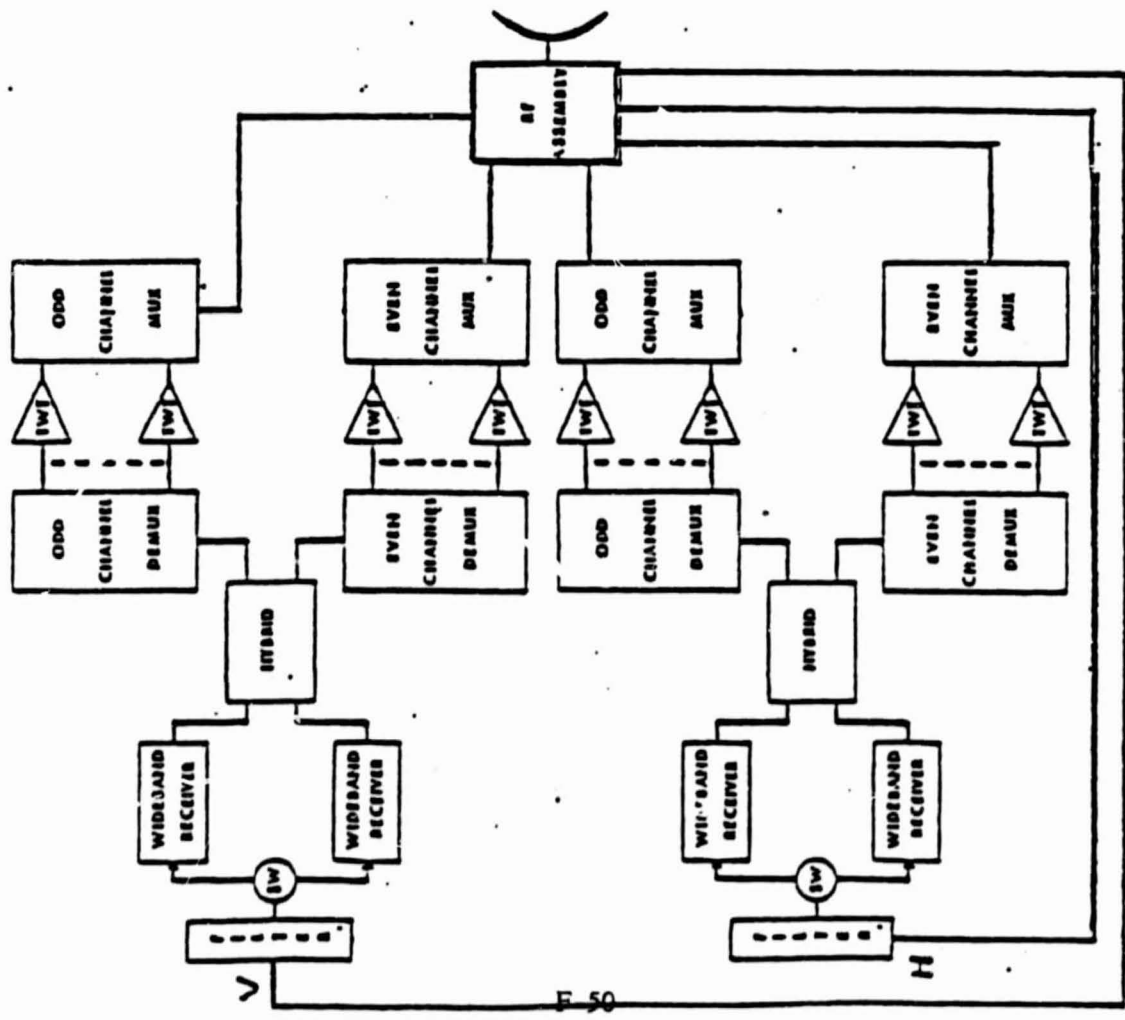 RF
ASSEMBLY
ODD
CHANNEL
MUX
EVEN
CHANNEL
MUX
ODD
CHANNEL
MUX
EVEN
CHANNEL
MUX
TWT
TWT
TWT
TWT
TWT
TWT
TWT
TWT
ODD
CHANNEL
DEMUX
EVEN
CHANNEL
DEMUX
ODD
CHANNEL
DEMUX
EVEN
CHANNEL
DEMUX
HYBRID
HYBRID
WIDEBAND
RECEIVER
WIDEBAND
RECEIVER
WIDEBAND
RECEIVER
WIDEBAND
RECEIVER
SW
SW
FILTER
FILTER
V
H
F-50